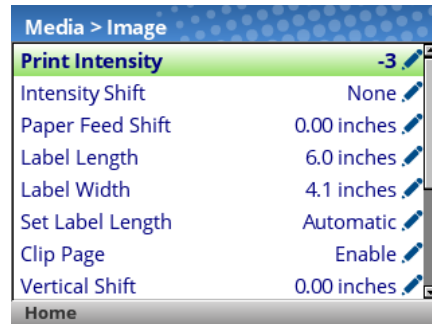 Media > Image
Print Intensity -3
Intensity Shift None
Paper Feed Shift 0.00 inches
Label Length 6.0 inches
Label Width 4.1 inches
Set Label Length Automatic
Clip Page Enable
Vertical Shift 0.00 inches
Home